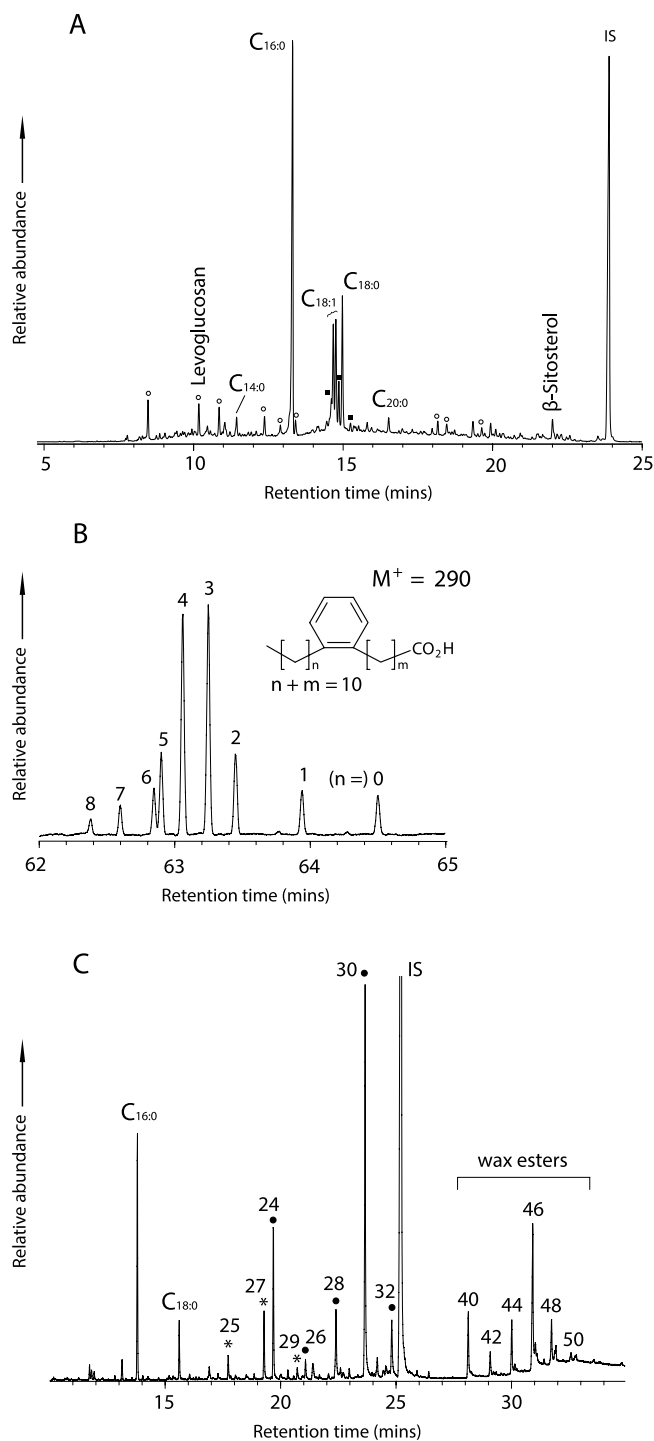 A
C16:0
IS
Relative abundance
Levoglucosan
C14:0
C18:1
C18:0
C20:0
β-Sitosterol
5 10 15 20 25
Retention time (mins)
B
M+ = 290
CO2H
n m
n + m = 10
Relative abundance
8 7 6 5 4 3 2 1 (n =) 0
62 63 64 65
Retention time (mins)
C
30 IS
Relative abundance
C16:0
C18:0
25 * 27 * 24 29 * 26 28 32
wax esters
40 42 44 46 48 50
15 20 25 30
Retention time (mins)